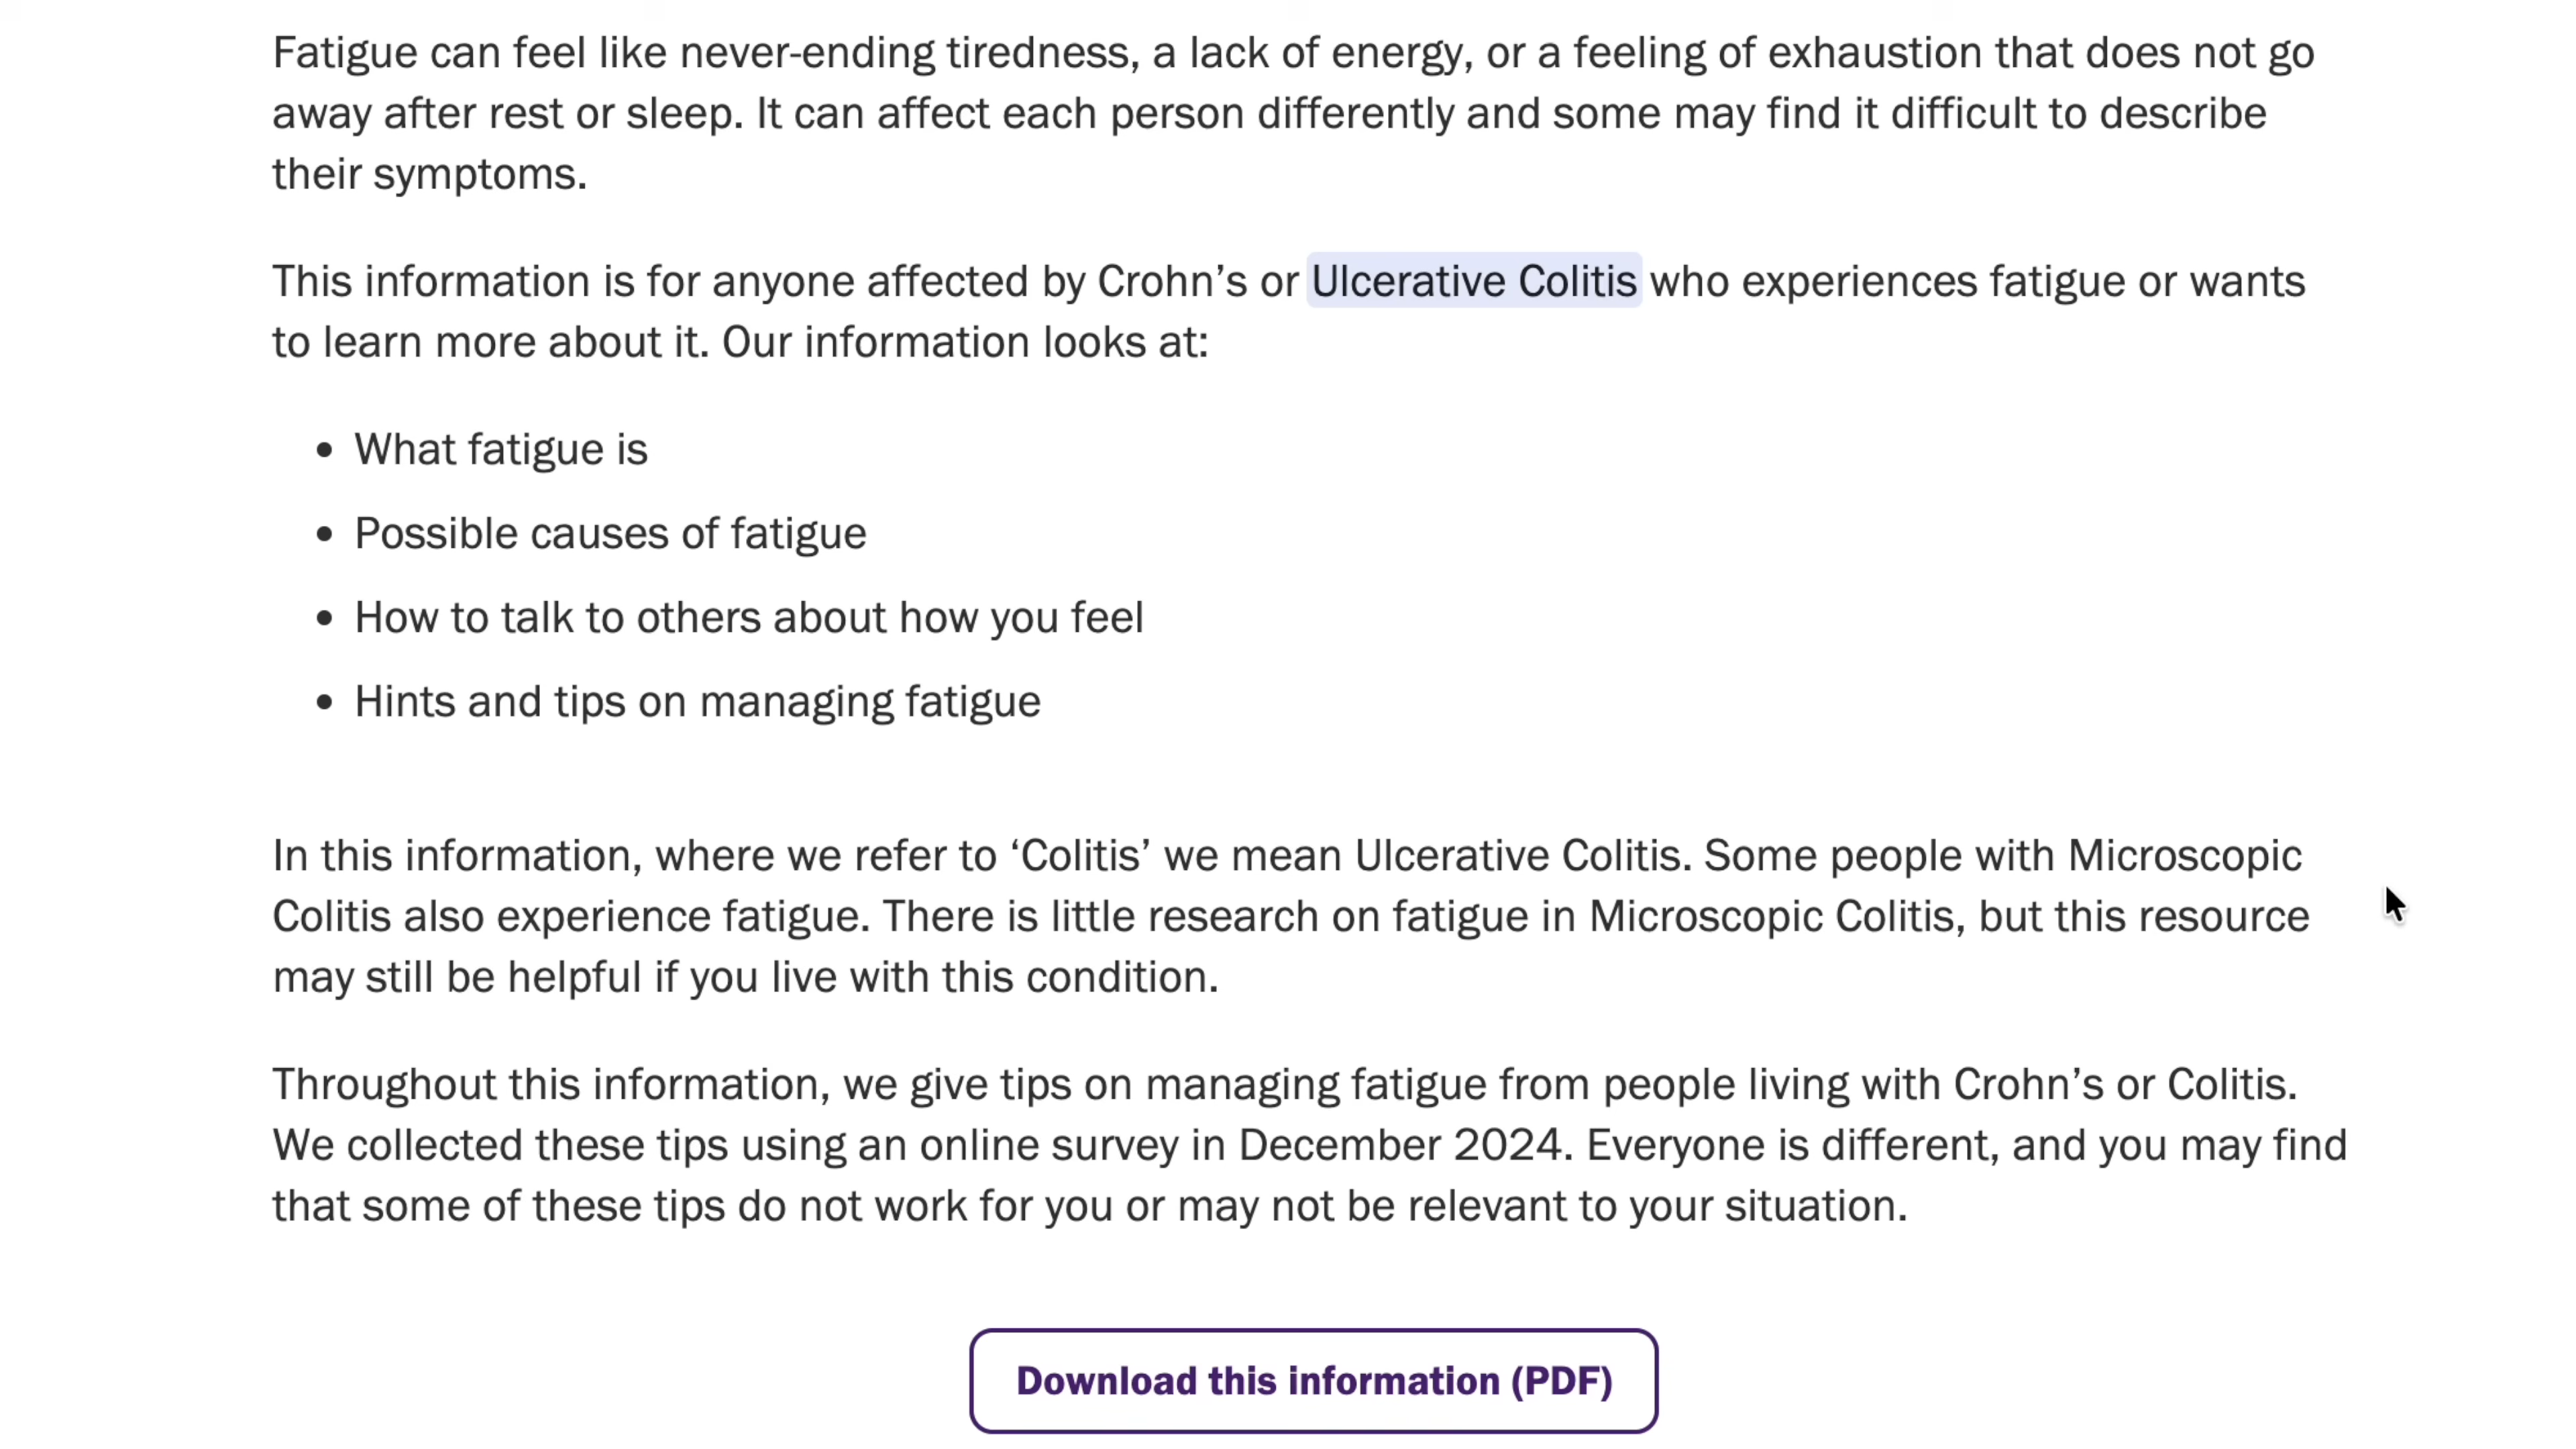 Fatigue can feel like never-ending tiredness, a lack of energy, or a feeling of exhaustion that does not go
away after rest or sleep. It can affect each person differently and some may find it difficult to describe
their symptoms.
This information is for anyone affected by Crohn’s or Ulcerative Colitis who experiences fatigue or wants
to learn more about it. Our information looks at:
• What fatigue is
• Possible causes of fatigue
• How to talk to others about how you feel
• Hints and tips on managing fatigue
In this information, where we refer to ‘Colitis’ we mean Ulcerative Colitis. Some people with Microscopic
Colitis also experience fatigue. There is little research on fatigue in Microscopic Colitis, but this resource
may still be helpful if you live with this condition.
Throughout this information, we give tips on managing fatigue from people living with Crohn’s or Colitis.
We collected these tips using an online survey in December 2024. Everyone is different, and you may find
that some of these tips do not work for you or may not be relevant to your situation.
Download this information (PDF)